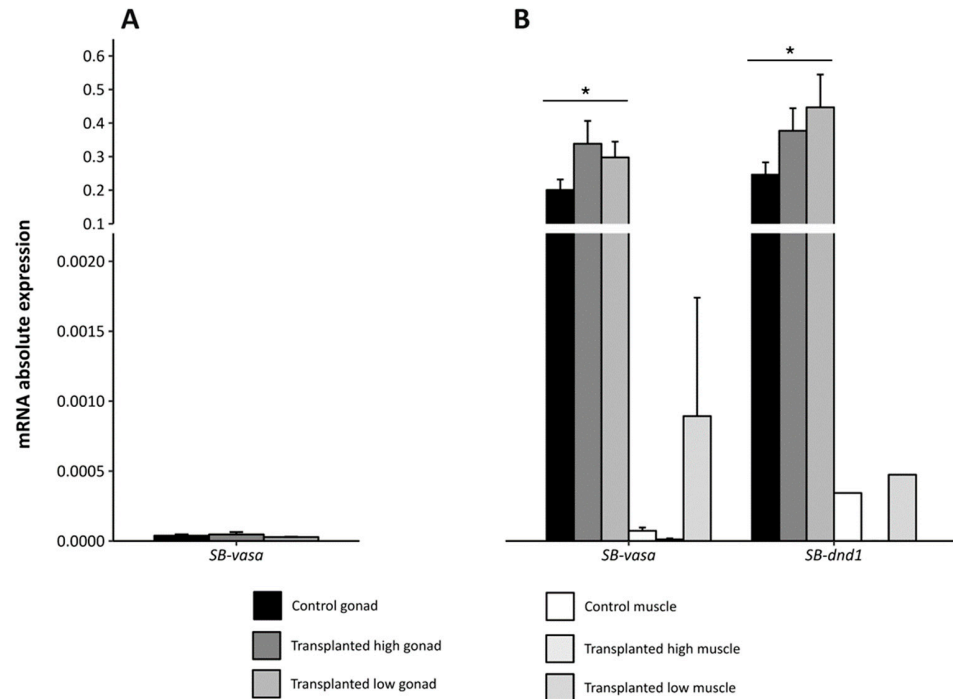 A
B
mRNA absolute expression
0.6
0.5
0.4
0.3
0.2
0.1
0.0020
0.0015
0.0010
0.0005
0.0000
*
*
SB-vasa
SB-vasa
SB-dnd1
Control gonad
Transplanted high gonad
Transplanted low gonad
Control muscle
Transplanted high muscle
Transplanted low muscle